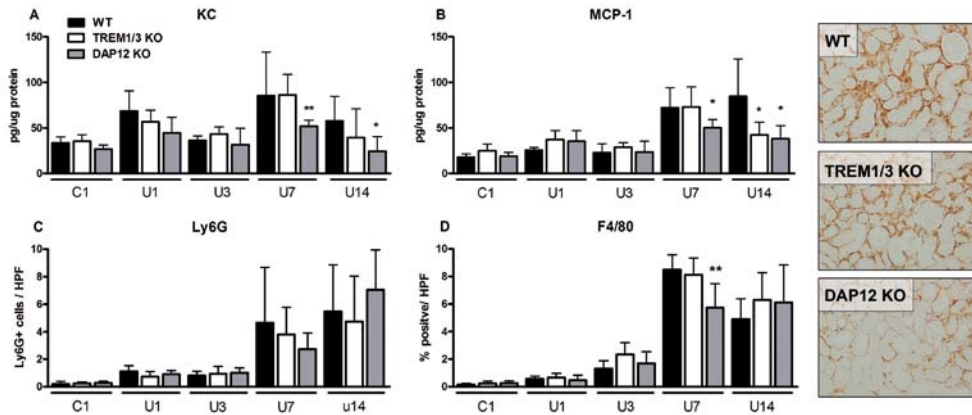 A
KC
WT
TREM1/3 KO
DAP12 KO
pg/ug protein
150
100
50
0
**
*
C1
U1
U3
U7
U14
B
MCP-1
pg/ug protein
150
100
50
0
*
*
*
C1
U1
U3
U7
U14
C
Ly6G
Ly6G+ cells / HPF
10
8
6
4
2
0
C1
U1
U3
U7
u14
D
F4/80
% positve/ HPF
10
8
6
4
2
0
**
C1
U1
U3
U7
U14
WT
TREM1/3 KO
DAP12 KO